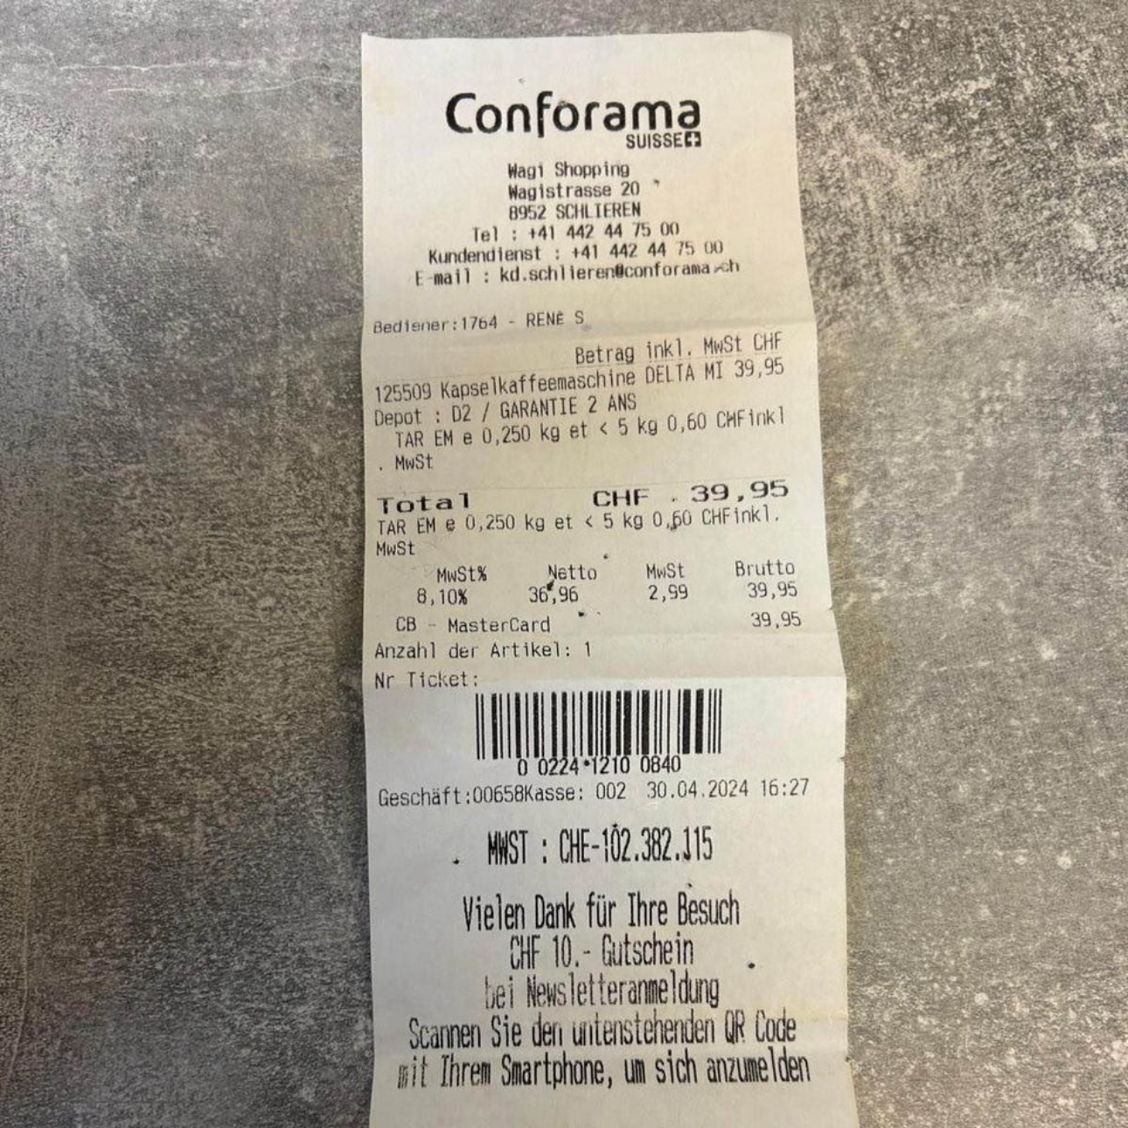 Conforama
SUISSE
Wagi Shopping
Wagistrasse 20
8952 SCHLIEREN
Tel : +41 442 44 75 00
Kundendienst : +41 442 44 75 00
E-mail : kd.schlieren@conforama.ch
Bediener:1764 - RENÉ S
Betrag inkl. MwSt CHF
125509 Kapselkaffeemaschine DELTA MI 39,95
Depot : D2 / GARANTIE 2 ANS
TAR EM e 0,250 kg et < 5 kg 0,60 CHFinkl
. MwSt
Total CHF 39,95
TAR EM e 0,250 kg et < 5 kg 0,60 CHFinkl.
MwSt
MwSt% Netto MwSt Brutto
8,10% 36,96 2,99 39,95
CB - MasterCard 39,95
Anzahl der Artikel: 1
Nr Ticket:
0 0224 1210 0840
Geschäft:00658Kasse: 002 30.04.2024 16:27
MWST : CHE-102.382.115
Vielen Dank für Ihre Besuch
CHF 10.- Gutschein
bei Newsletteranmeldung
Scannen Sie den untenstehenden QR Code
mit Ihrem Smartphone, um sich anzumelden